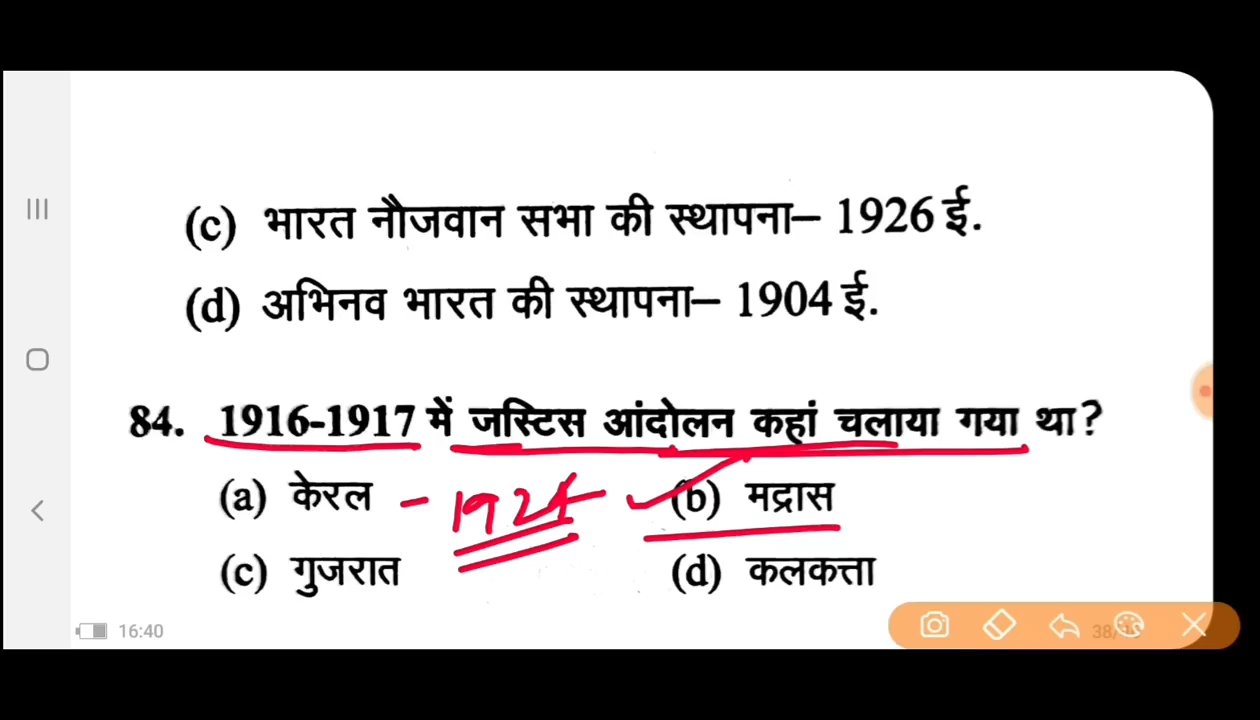 (c) भारत नौजवान सभा की स्थापना– 1926 ई.
(d) अभिनव भारत की स्थापना– 1904 ई.
84. 1916-1917 में जस्टिस आंदोलन कहां चलाया गया था?
(a) केरल - 1924 (b) मद्रास
(c) गुजरात (d) कलकत्ता
16:40